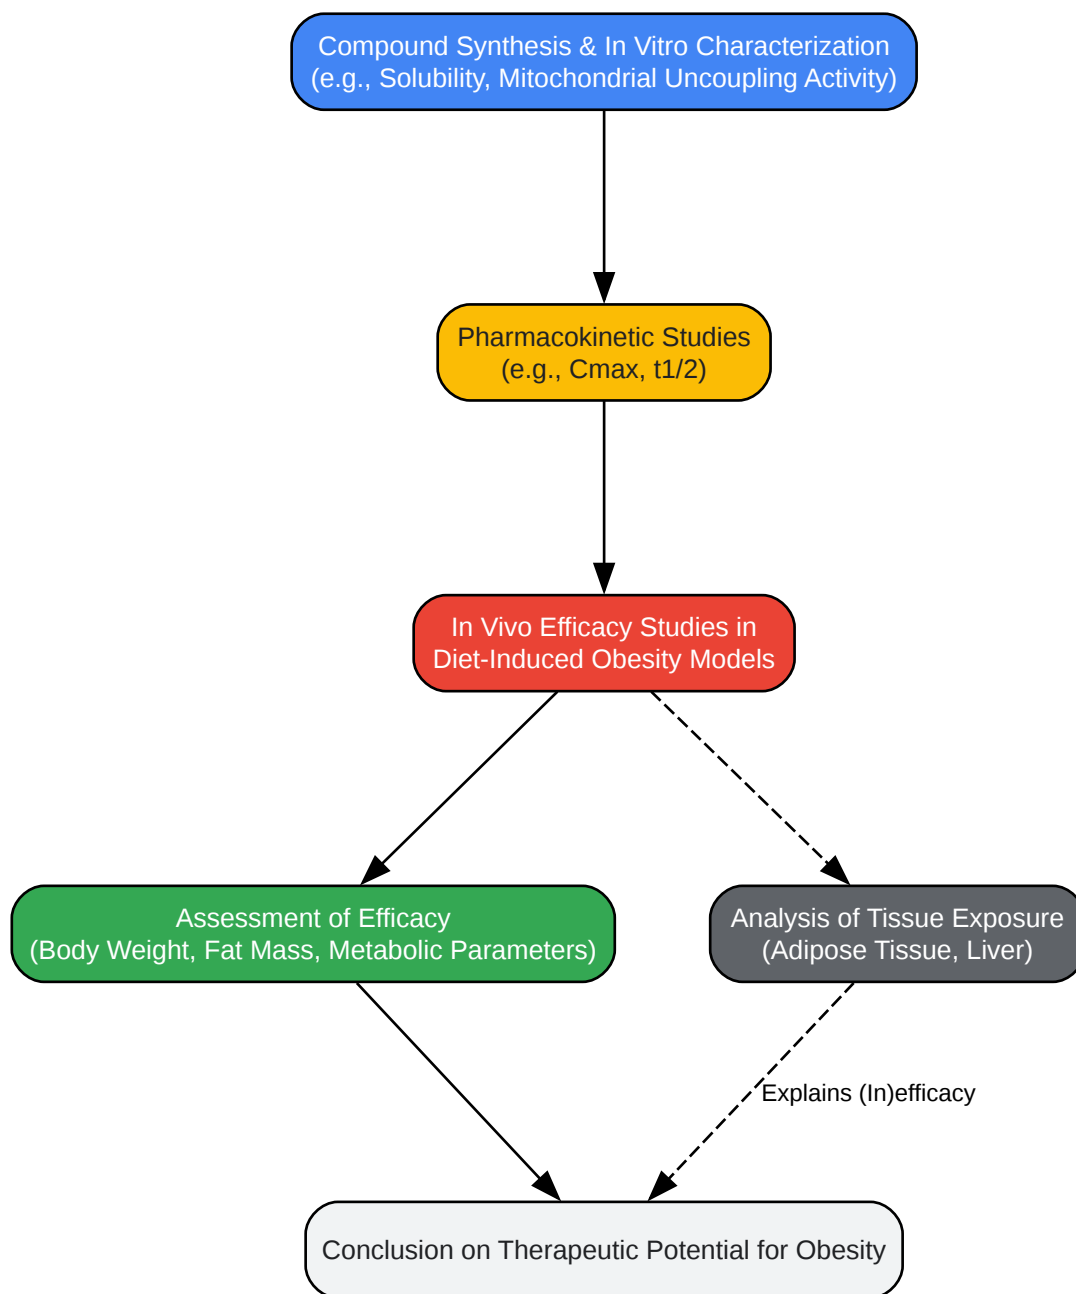 Compound Synthesis & In Vitro Characterization
(e.g., Solubility, Mitochondrial Uncoupling Activity)
Pharmacokinetic Studies
(e.g., Cmax, t1/2)
In Vivo Efficacy Studies in
Diet-Induced Obesity Models
Assessment of Efficacy
(Body Weight, Fat Mass, Metabolic Parameters)
Analysis of Tissue Exposure
(Adipose Tissue, Liver)
Explains (In)efficacy
Conclusion on Therapeutic Potential for Obesity